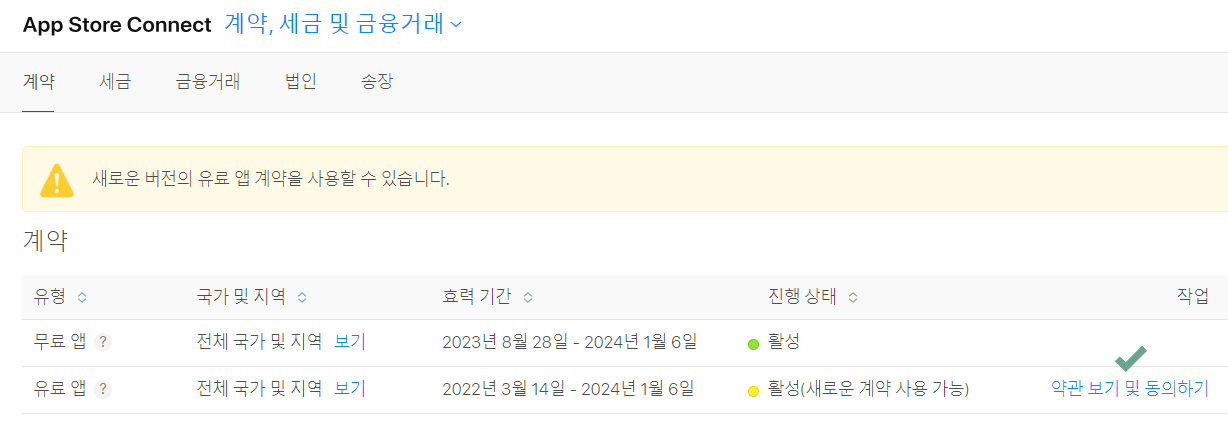 App Store Connect 계약, 세금 및 금융거래
계약 세금 금융거래 법인 송장
새로운 버전의 유료 앱 계약을 사용할 수 있습니다.
계약
유형 국가 및 지역 효력 기간 진행 상태 작업
무료 앱 ? 전체 국가 및 지역 보기 2023년 8월 28일 - 2024년 1월 6일 활성
유료 앱 ? 전체 국가 및 지역 보기 2022년 3월 14일 - 2024년 1월 6일 활성(새로운 계약 사용 가능) 약관 보기 및 동의하기